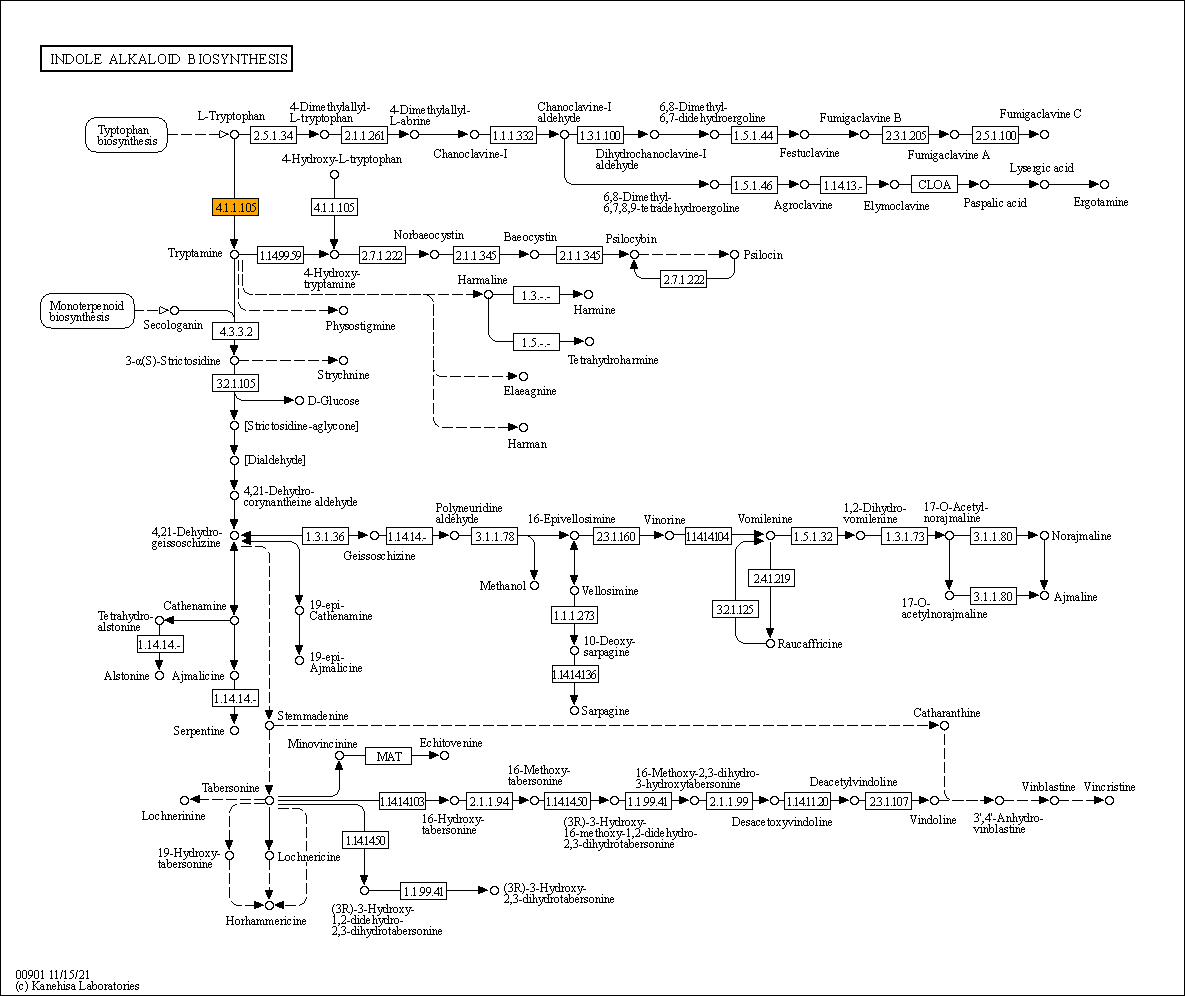 INDOLE ALKALOID BIOSYNTHESIS
Typtophan
biosynthesis
L-Tryptophan
2.5.1.34
4-Dimethylallyl-
L-tryptophan
2.1.1.261
4-Dimethylallyl-
L-abrine
Chanoclavine-I
1.1.1.332
Chanoclavine-I
aldehyde
1.3.1.100
Dihydrochanoclavine-I
aldehyde
6,8-Dimethyl-
6,7-didehydroergoline
1.5.1.44
Festuclavine
Fumigaclavine B
2.3.1.205
Fumigaclavine A
2.5.1.100
Fumigaclavine C
4-Hydroxy-L-tryptophan
6,8-Dimethyl-
6,7,8,9-tetradehydroergoline
1.5.1.46
Agroclavine
1.14.13.-
Elymoclavine
CLOA
Paspalic acid
Lysergic acid
Ergotamine
4.1.1.105
4.1.1.105
Tryptamine
1.14.99.59
4-Hydroxy-
tryptamine
2.7.1.222
Norbaeocystin
2.1.1.345
Baeocystin
2.1.1.345
Psilocybin
Psilocin
2.7.1.222
Monoterpenoid
biosynthesis
Secologanin
4.3.3.2
Physostigmine
Harmaline
1.3.-.-
Harmine
1.5.-.-
Tetrahydroharmine
3-α(S)-Strictosidine
Strychnine
3.2.1.105
D-Glucose
Elaeagnine
Harman
[Strictosidine-aglycone]
[Dialdehyde]
4,21-Dehydro-
corynantheine aldehyde
4,21-Dehydro-
geissoschizine
1.3.1.36
Geissoschizine
1.14.14.-
Polyneuridine
aldehyde
3.1.1.78
16-Epivellosimine
2.3.1.160
Vinorine
1.14.14.104
Vomilenine
1.5.1.32
1,2-Dihydro-
vomilenine
1.3.1.73
17-O-Acetyl-
norajmaline
3.1.1.80
Norajmaline
Methanol
Vellosimine
2.4.1.219
3.2.1.125
Raucaffricine
17-O-
acetylnorajmaline
3.1.1.80
Ajmaline
1.1.1.273
10-Deoxy-
sarpagine
1.14.14.136
Sarpagine
Cathenamine
Tetrahydro-
alstonine
1.14.14.-
Alstonine
Ajmalicine
1.14.14.-
Serpentine
19-epi-
Cathenamine
19-epi-
Ajmalicine
Stemmadenine
Catharanthine
Minovincinine
MAT
Echitovenine
Tabersonine
Lochnerinine
1.14.14.103
16-Hydroxy-
tabersonine
2.1.1.94
16-Methoxy-
tabersonine
1.14.14.50
(3R)-3-Hydroxy-
16-methoxy-1,2-didehydro-
2,3-dihydrotabersonine
1.1.99.41
16-Methoxy-2,3-dihydro-
3-hydroxytabersonine
2.1.1.99
Desacetoxyvindoline
1.14.11.20
Deacetylvindoline
2.3.1.107
Vindoline
3',4'-Anhydro-
vinblastine
Vinblastine
Vincristine
19-Hydroxy-
tabersonine
Lochnericine
Horhammericine
1.14.14.50
(3R)-3-Hydroxy-
1,2-didehydro-
2,3-dihydrotabersonine
1.1.99.41
(3R)-3-Hydroxy-
2,3-dihydrotabersonine
00901 11/15/21
(c) Kanehisa Laboratories